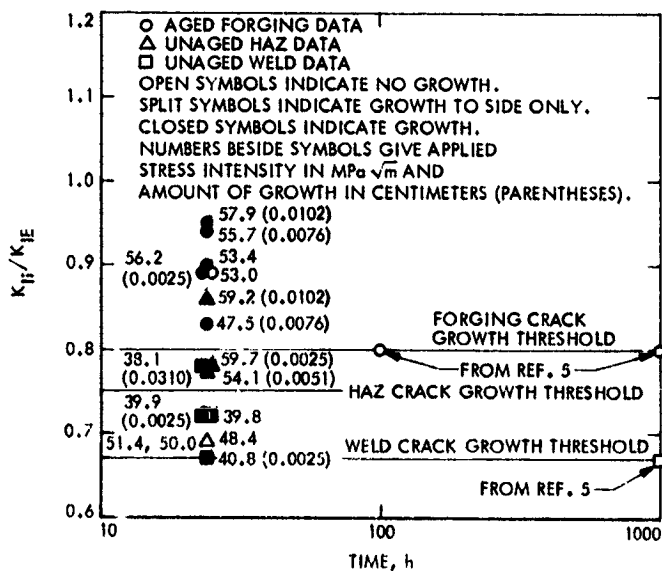 1.2
1.1
1.0
0.9
0.8
0.7
0.6
K_Ii/K_IE
○ AGED FORGING DATA
△ UNAGED HAZ DATA
□ UNAGED WELD DATA
OPEN SYMBOLS INDICATE NO GROWTH.
SPLIT SYMBOLS INDICATE GROWTH TO SIDE ONLY.
CLOSED SYMBOLS INDICATE GROWTH.
NUMBERS BESIDE SYMBOLS GIVE APPLIED
STRESS INTENSITY IN MPa √m AND
AMOUNT OF GROWTH IN CENTIMETERS (PARENTHESES).
57.9 (0.0102)
55.7 (0.0076)
56.2
(0.0025)
53.4
53.0
59.2 (0.0102)
47.5 (0.0076)
FORGING CRACK
GROWTH THRESHOLD
38.1
(0.0310)
59.7 (0.0025)
54.1 (0.0051)
FROM REF. 5
HAZ CRACK GROWTH THRESHOLD
39.9
(0.0025)
39.8
51.4, 50.0
48.4
WELD CRACK GROWTH THRESHOLD
40.8 (0.0025)
FROM REF. 5
10
100
1000
TIME, h